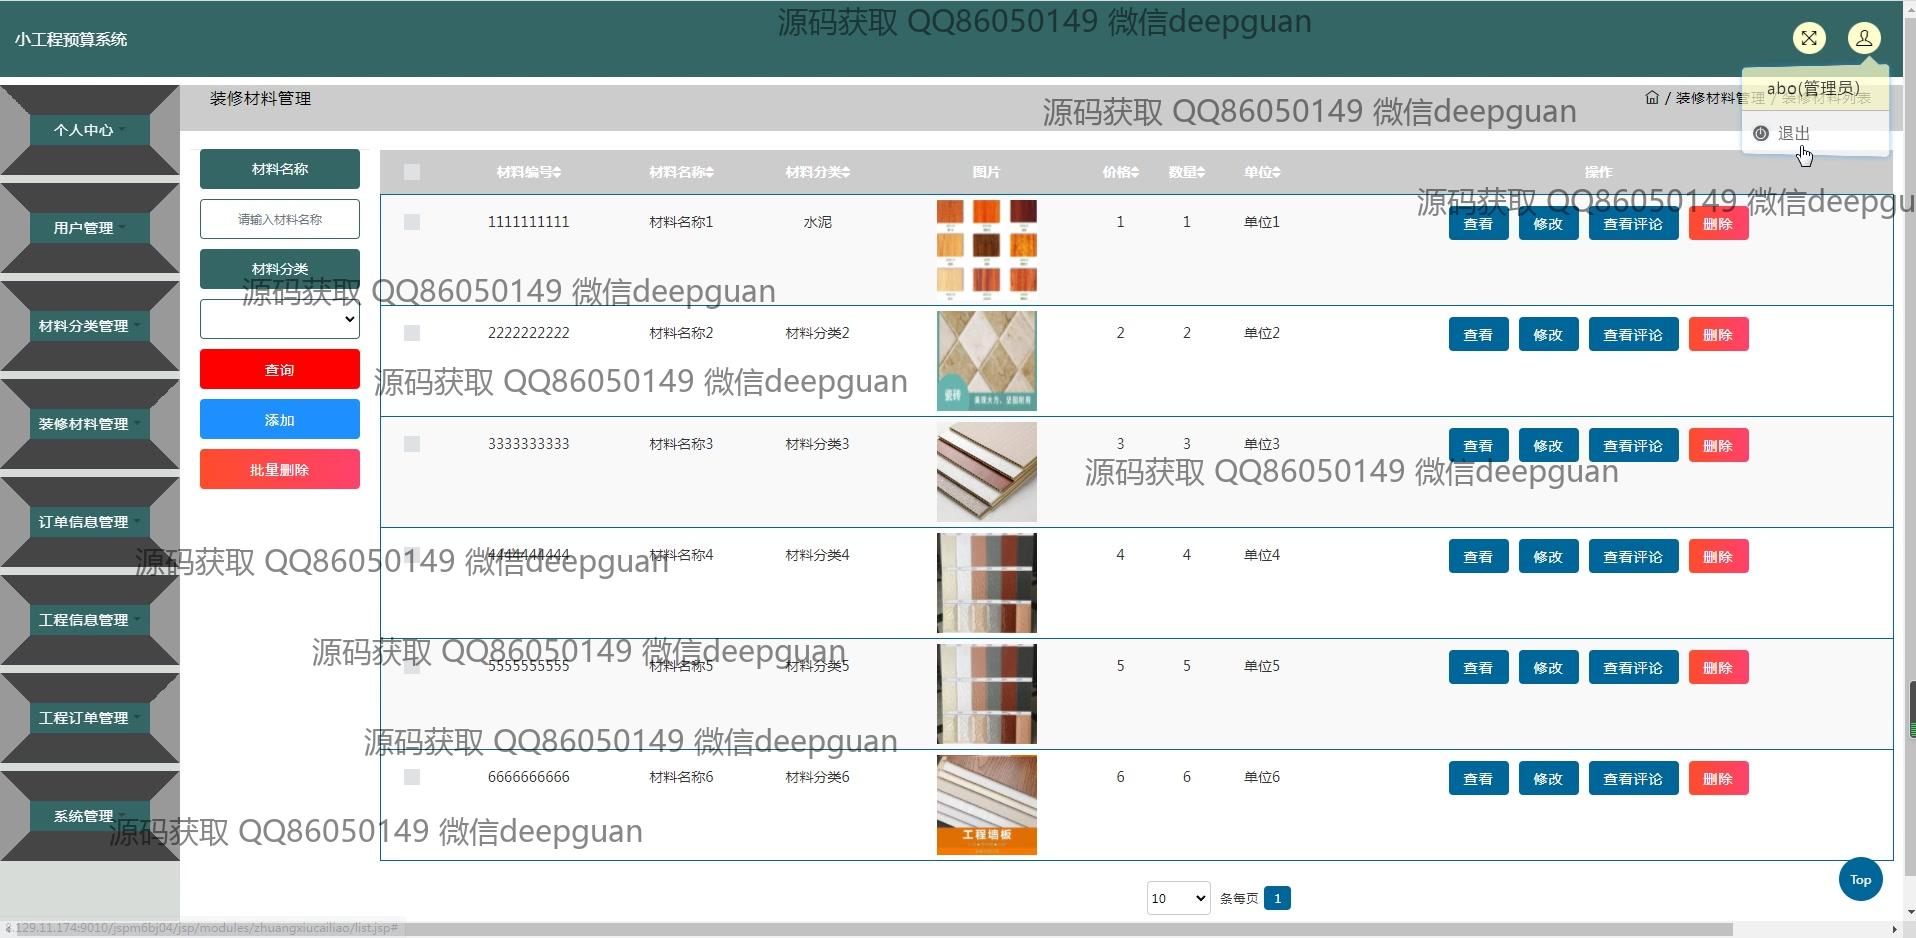 源码获取 QQ86050149 微信deepguan
小工程预算系统
abo(管理员)
退出
装修材料管理
/ 装修材料管理 / 装修材料列表
源码获取 QQ86050149 微信deepguan
个人中心
用户管理
材料分类管理
装修材料管理
订单信息管理
工程信息管理
工程订单管理
系统管理
材料名称
请输入材料名称
材料分类
查询
添加
批量删除
材料编号 材料名称 材料分类 图片 价格 数量 单位 操作
源码获取 QQ86050149 微信deepgu
1111111111 材料名称1 水泥 1 1 单位1 查看 修改 查看评论 删除
源码获取 QQ86050149 微信deepguan
2222222222 材料名称2 材料分类2 2 2 单位2 查看 修改 查看评论 删除
源码获取 QQ86050149 微信deepguan
瓷砖
3333333333 材料名称3 材料分类3 3 3 单位3 查看 修改 查看评论 删除
源码获取 QQ86050149 微信deepguan
4444444444 材料名称4 材料分类4 4 4 单位4 查看 修改 查看评论 删除
源码获取 QQ86050149 微信deepguan
源码获取 QQ86050149 微信deepguan
5555555555 材料名称5 材料分类5 5 5 单位5 查看 修改 查看评论 删除
源码获取 QQ86050149 微信deepguan
6666666666 材料名称6 材料分类6 6 6 单位6 查看 修改 查看评论 删除
工程墙板
源码获取 QQ86050149 微信deepguan
10 条每页 1
Top
.129.11.174:9010/jspm6bj04/jsp/modules/zhuangxiucailiao/list.jsp#